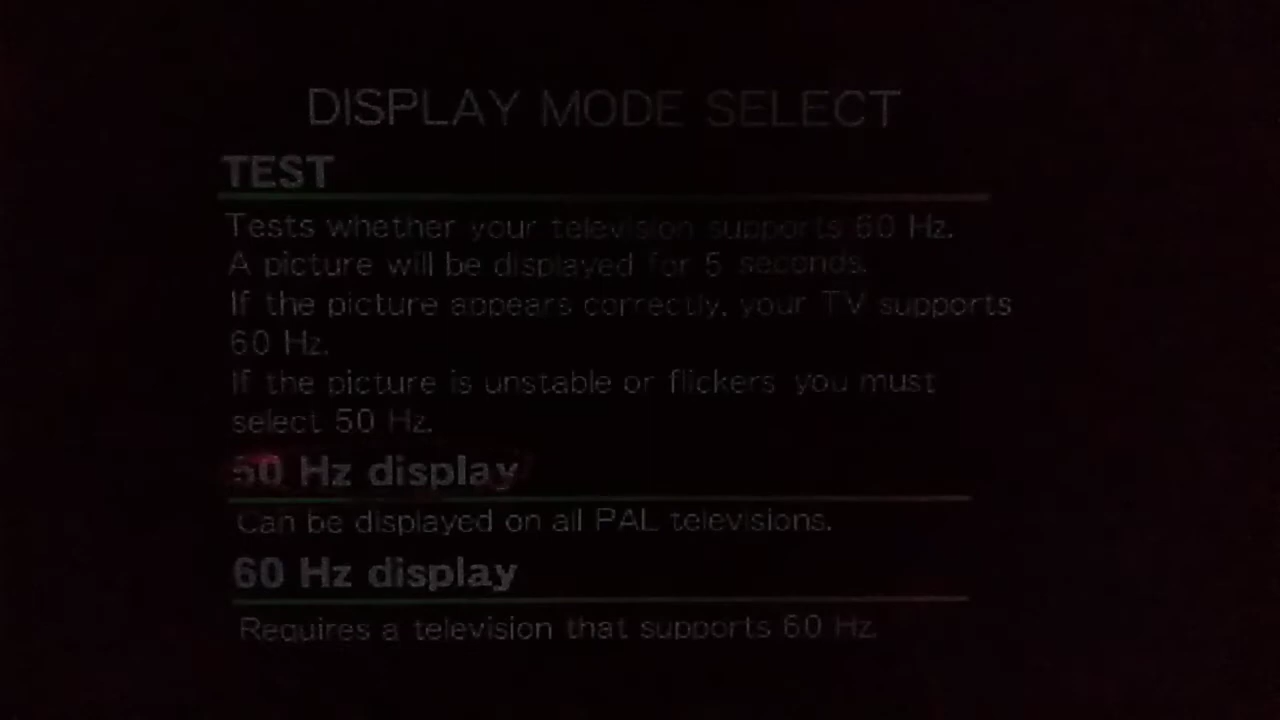 DISPLAY MODE SELECT
TEST
Tests whether your television supports 60 Hz.
A picture will be displayed for 5 seconds.
If the picture appears correctly, your TV supports
60 Hz.
If the picture is unstable or flickers you must
select 50 Hz.
50 Hz display
Can be displayed on all PAL televisions.
60 Hz display
Requires a television that supports 60 Hz.